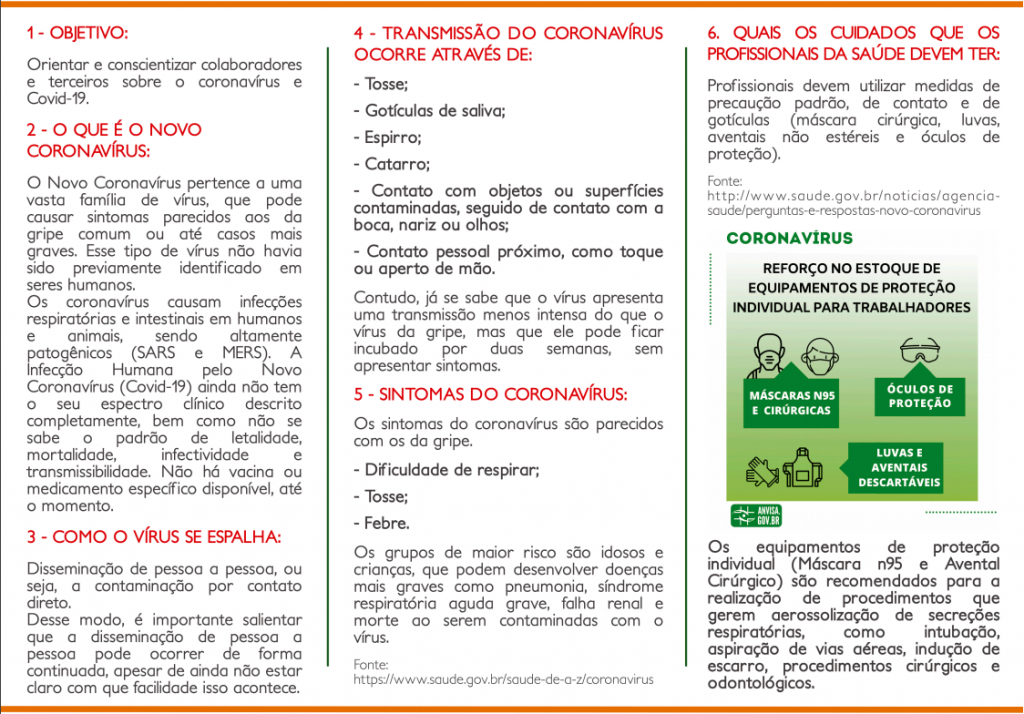 1 - OBJETIVO:
Orientar e conscientizar colaboradores
e terceiros sobre o coronavírus e
Covid-19.
2 - O QUE É O NOVO
CORONAVÍRUS:
O Novo Coronavírus pertence a uma
vasta família de vírus, que pode
causar sintomas parecidos aos da
gripe comum ou até casos mais
graves. Esse tipo de vírus não havia
sido previamente identificado em
seres humanos.
Os coronavírus causam infecções
respiratórias e intestinais em humanos
e animais, sendo altamente
patogênicos (SARS e MERS). A
Infecção Humana pelo Novo
Coronavírus (Covid-19) ainda não tem
o seu espectro clínico descrito
completamente, bem como não se
sabe o padrão de letalidade,
mortalidade, infectividade e
transmissibilidade. Não há vacina ou
medicamento específico disponível, até
o momento.
3 - COMO O VÍRUS SE ESPALHA:
Disseminação de pessoa a pessoa, ou
seja, a contaminação por contato
direto.
Desse modo, é importante salientar
que a disseminação de pessoa a
pessoa pode ocorrer de forma
continuada, apesar de ainda não estar
claro com que facilidade isso acontece.
4 - TRANSMISSÃO DO CORONAVÍRUS
OCORRE ATRAVÉS DE:
- Tosse;
- Gotículas de saliva;
- Espirro;
- Catarro;
- Contato com objetos ou superfícies
contaminadas, seguido de contato com a
boca, nariz ou olhos;
- Contato pessoal próximo, como toque
ou aperto de mão.
Contudo, já se sabe que o vírus apresenta
uma transmissão menos intensa do que o
vírus da gripe, mas que ele pode ficar
incubado por duas semanas, sem
apresentar sintomas.
5 - SINTOMAS DO CORONAVÍRUS:
Os sintomas do coronavírus são parecidos
com os da gripe.
- Dificuldade de respirar;
- Tosse;
- Febre.
Os grupos de maior risco são idosos e
crianças, que podem desenvolver doenças
mais graves como pneumonia, síndrome
respiratória aguda grave, falha renal e
morte ao serem contaminadas com o
vírus.
Fonte:
https://www.saude.gov.br/saude-de-a-z/coronavirus
6. QUAIS OS CUIDADOS QUE OS
PROFISSIONAIS DA SAÚDE DEVEM TER:
Profissionais devem utilizar medidas de
precaução padrão, de contato e de
gotículas (máscara cirúrgica, luvas,
aventais não estéreis e óculos de
proteção).
Fonte:
http://www.saude.gov.br/noticias/agencia-
saude/perguntas-e-respostas-novo-coronavirus
CORONAVÍRUS
REFORÇO NO ESTOQUE DE
EQUIPAMENTOS DE PROTEÇÃO
INDIVIDUAL PARA TRABALHADORES
MÁSCARAS N95
E CIRÚRGICAS
ÓCULOS DE
PROTEÇÃO
LUVAS E
AVENTAIS
DESCARTÁVEIS
ANVISA.
GOV.BR
Os equipamentos de proteção
individual (Máscara n95 e Avental
Cirúrgico) são recomendados para a
realização de procedimentos que
gerem aerossolização de secreções
respiratórias, como intubação,
aspiração de vias aéreas, indução de
escarro, procedimentos cirúrgicos e
odontológicos.